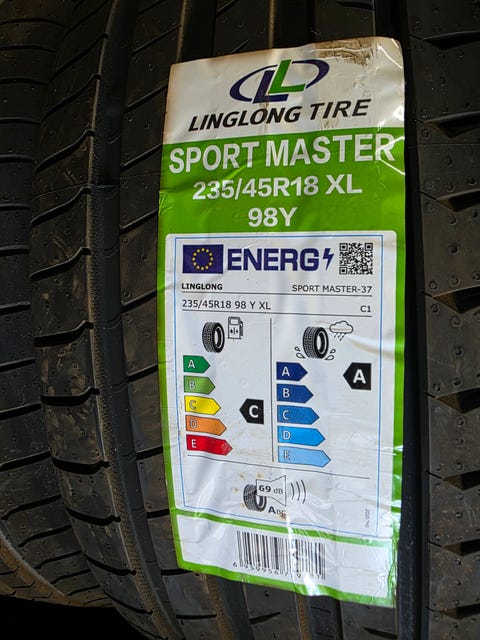 LINGLONG TIRE
SPORT MASTER
235/45R18 XL
98Y
ENERG
LINGLONG SPORT MASTER-37
235/45R18 98 Y XL C1
A
B
C
D
E
C
A
B
C
D
E
A
69 dB
ABC